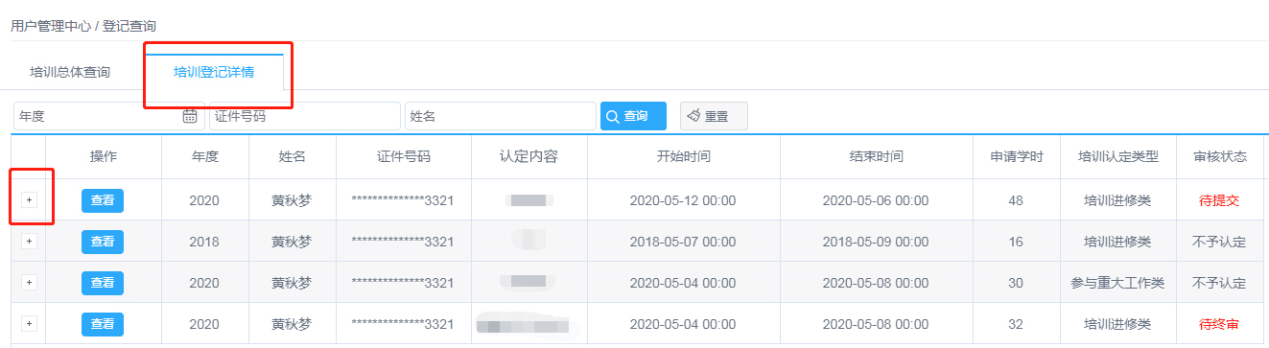 用户管理中心 / 登记查询
培训总体查询 培训登记详情
年度 证件号码 姓名 查询 重置
操作 年度 姓名 证件号码 认定内容 开始时间 结束时间 申请学时 培训认定类型 审核状态
+ 查看 2020 黄秋梦 **************3321 2020-05-12 00:00 2020-05-06 00:00 48 培训进修类 待提交
+ 查看 2018 黄秋梦 **************3321 2018-05-07 00:00 2018-05-09 00:00 16 培训进修类 不予认定
+ 查看 2020 黄秋梦 **************3321 2020-05-04 00:00 2020-05-08 00:00 30 参与重大工作类 不予认定
+ 查看 2020 黄秋梦 **************3321 2020-05-04 00:00 2020-05-08 00:00 32 培训进修类 待终审